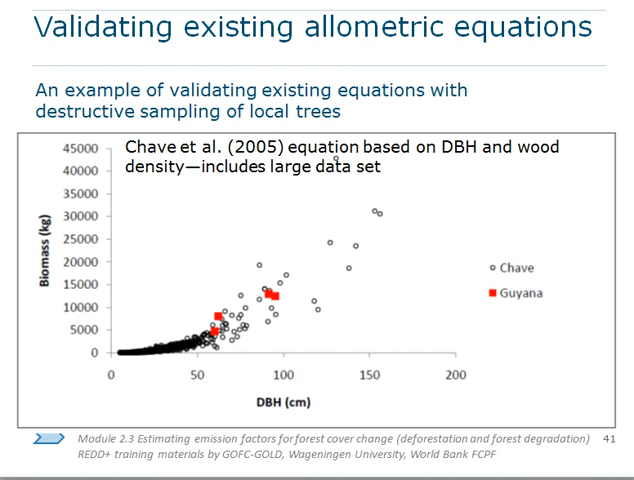 Validating existing allometric equations
An example of validating existing equations with
destructive sampling of local trees
Chave et al. (2005) equation based on DBH and wood
density—includes large data set
45000
40000
35000
30000
25000
20000
15000
10000
5000
0
Biomass (kg)
0 50 100 150 200
DBH (cm)
Chave
Guyana
Module 2.3 Estimating emission factors for forest cover change (deforestation and forest degradation) 41
REDD+ training materials by GOFC-GOLD, Wageningen University, World Bank FCPF